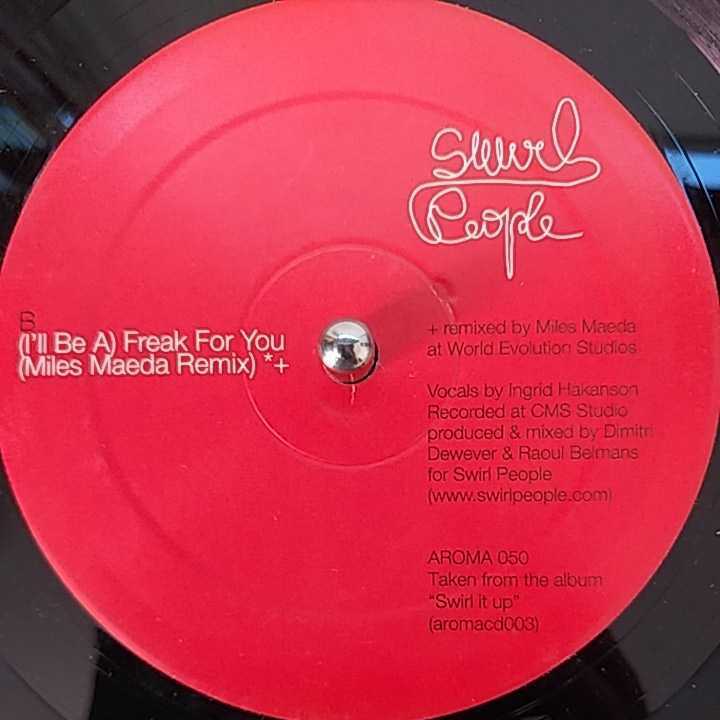 Swirl
People
B
(I'll Be A) Freak For You
(Miles Maeda Remix) *+
+ remixed by Miles Maeda
at World Evolution Studios
Vocals by Ingrid Hakanson
Recorded at CMS Studio
produced & mixed by Dimitri
Dewever & Raoul Belmans
for Swirl People
(www.swirlpeople.com)
AROMA 050
Taken from the album
"Swirl it up"
(aromacd003)